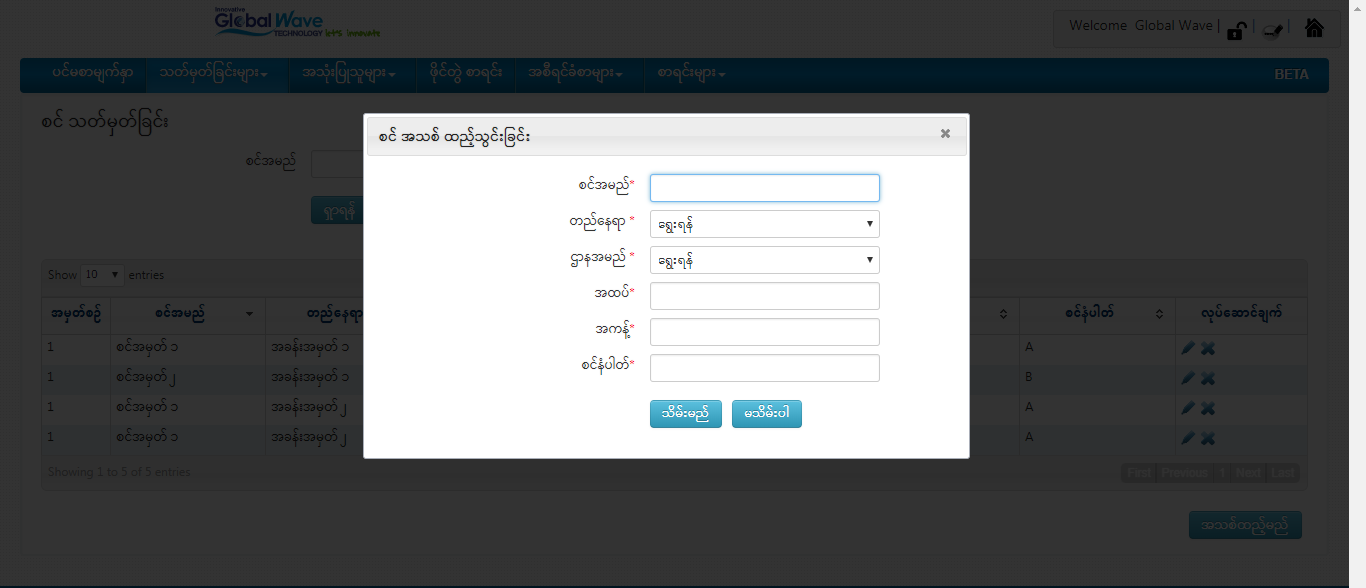 Innovative
Global Wave
TECHNOLOGY let's innovate
Welcome Global Wave
ပင်မစာမျက်နှာ သတ်မှတ်ခြင်းများ အသုံးပြုသူများ ဖိုင်တွဲ စာရင်း အစီရင်ခံစာများ စာရင်းများ BETA
စင် သတ်မှတ်ခြင်း
စင်အမည်
ရှာရန်
စင် အသစ် ထည့်သွင်းခြင်း
စင်အမည်*
တည်နေရာ * ရွေးရန်
ဌာနအမည် * ရွေးရန်
အထပ်*
အကန့်*
စင်နံပါတ်*
သိမ်းမည် မသိမ်းပါ
Show 10 entries
အမှတ်စဉ် စင်အမည် တည်နေရာ စင်နံပါတ် လုပ်ဆောင်ချက်
1 စင်အမှတ် ၁ အခန်းအမှတ် ၁ A
1 စင်အမှတ် ၂ အခန်းအမှတ် ၁ B
1 စင်အမှတ် ၁ အခန်းအမှတ် ၂ A
1 စင်အမှတ် ၁ အခန်းအမှတ် ၂ A
Showing 1 to 5 of 5 entries
First Previous 1 Next Last
အသစ်ထည့်မည်